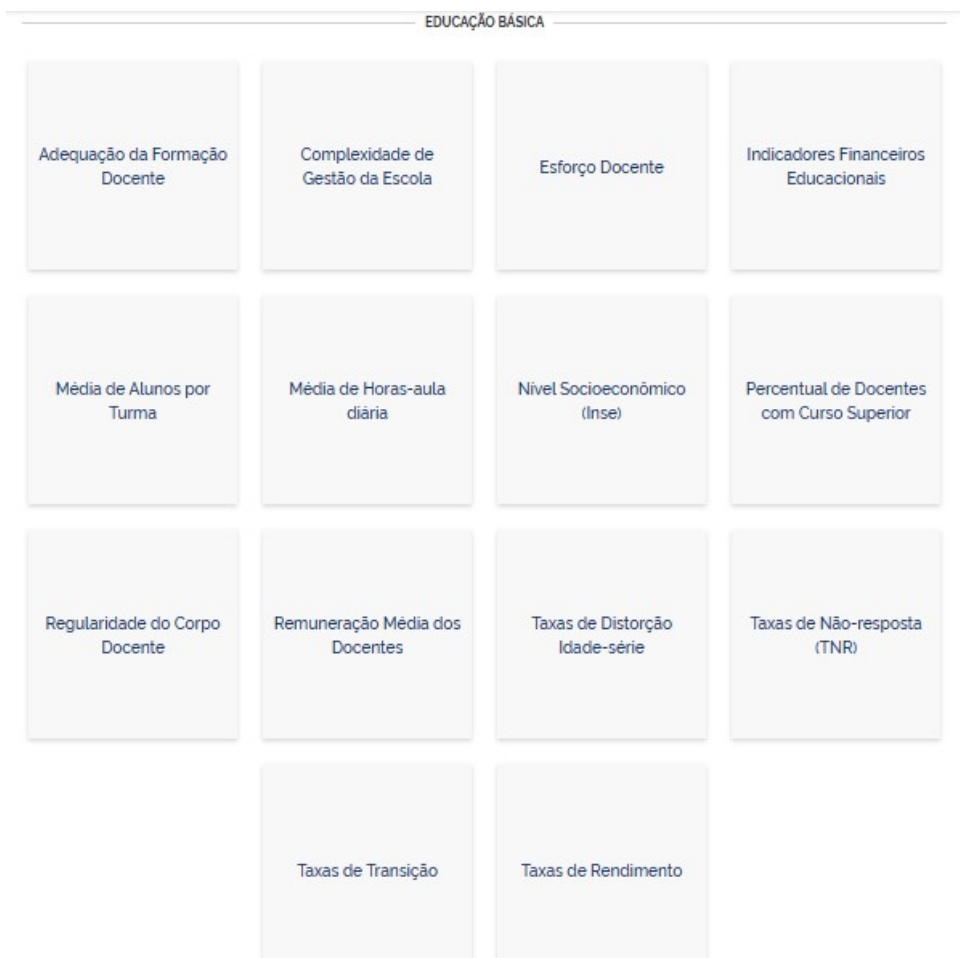 EDUCAÇÃO BÁSICA
Adequação da Formação
Docente
Complexidade de
Gestão da Escola
Esforço Docente
Indicadores Financeiros
Educacionais
Média de Alunos por
Turma
Média de Horas-aula
diária
Nível Socioeconômico
(Inse)
Percentual de Docentes
com Curso Superior
Regularidade do Corpo
Docente
Remuneração Média dos
Docentes
Taxas de Distorção
Idade-série
Taxas de Não-resposta
(TNR)
Taxas de Transição
Taxas de Rendimento